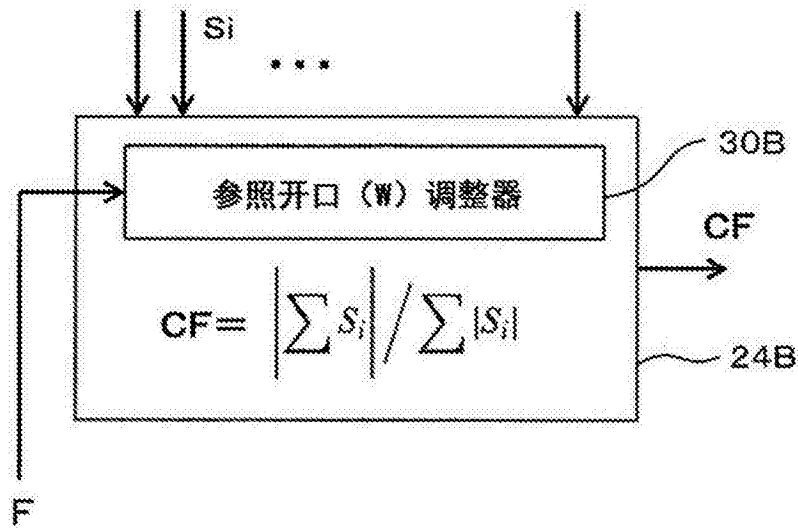 Si
...
30B
参照开口（W）调整器
CF
CF＝ |∑ Si| / ∑ |Si|
24B
F